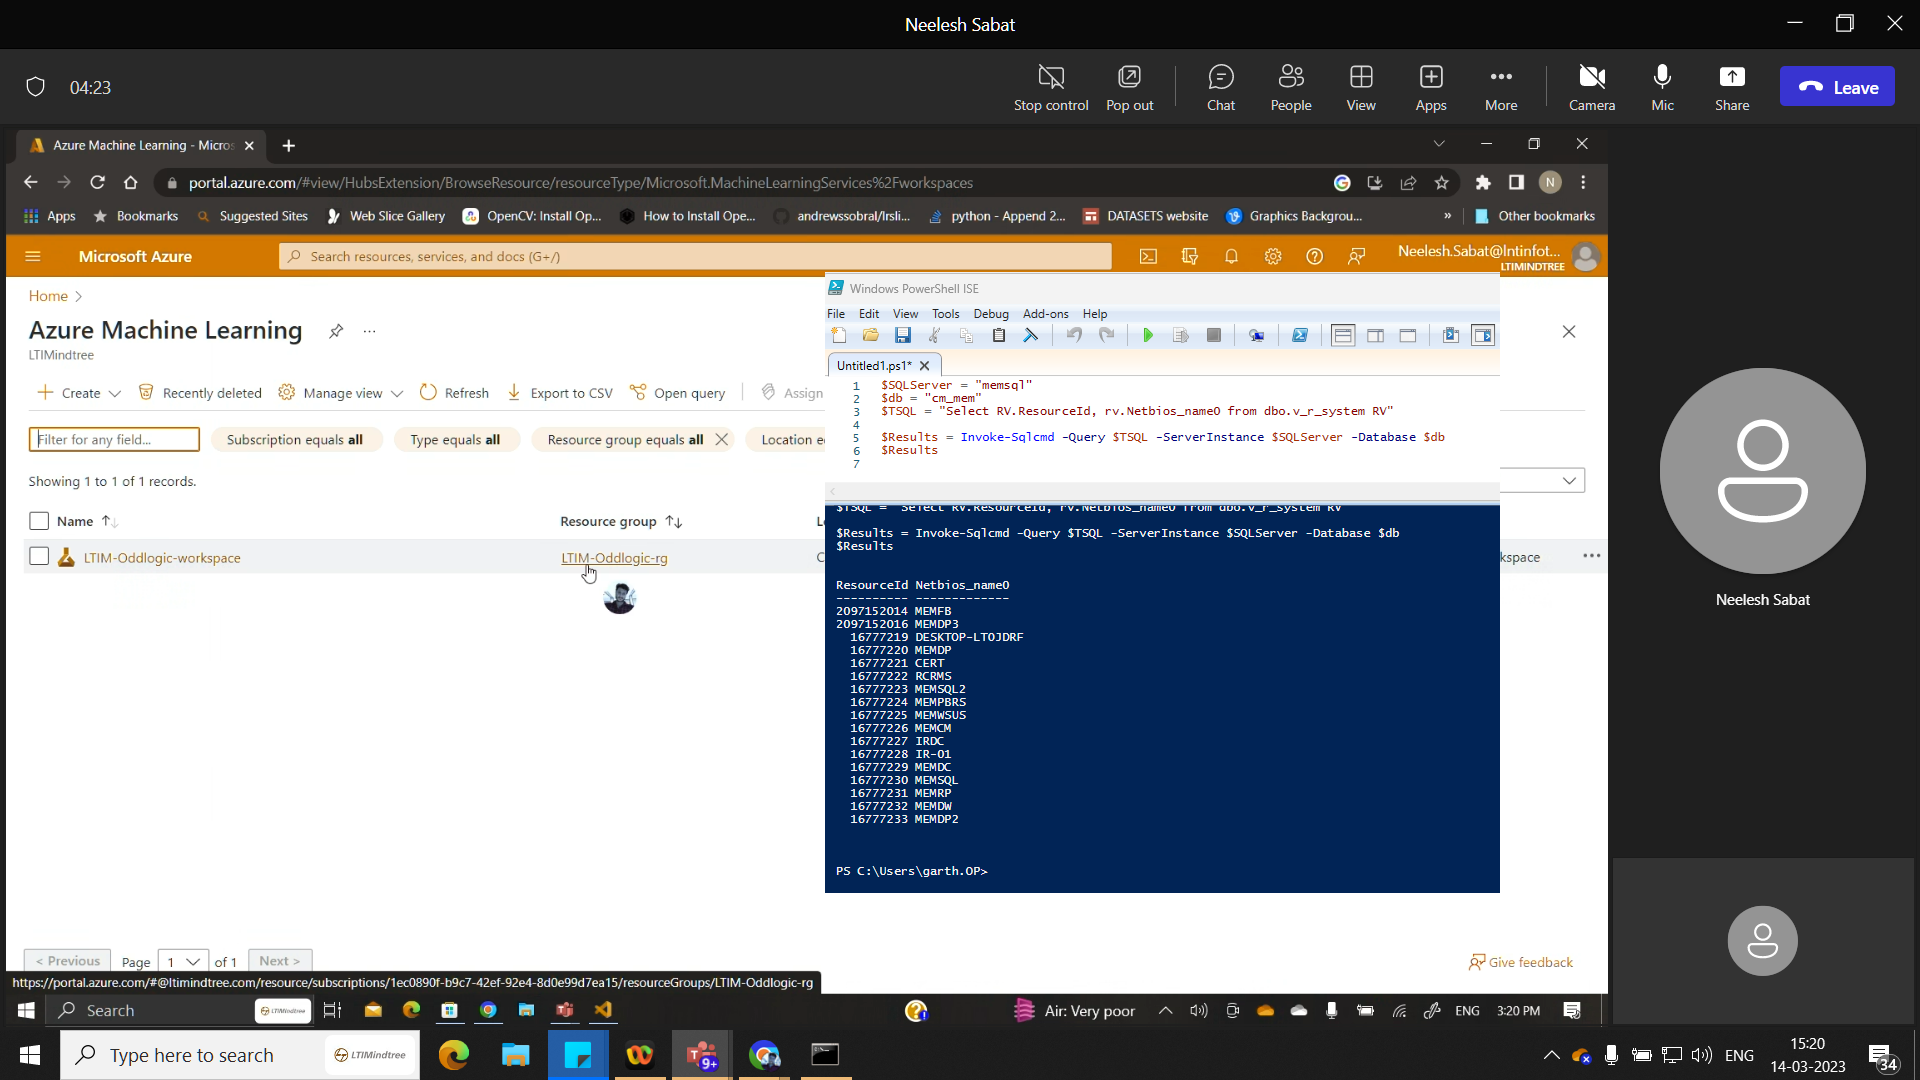 Neelesh Sabat
04:23
Stop control
Pop out
Chat
People
View
Apps
More
Camera
Mic
Share
Leave
Azure Machine Learning - Micros
portal.azure.com/#view/HubsExtension/BrowseResource/resourceType/Microsoft.MachineLearningServices%2Fworkspaces
N
Apps
Bookmarks
Suggested Sites
Web Slice Gallery
OpenCV: Install Op...
How to Install Ope...
andrewssobral/lrsli...
python - Append 2...
DATASETS website
Graphics Backgrou...
»
Other bookmarks
Microsoft Azure
Search resources, services, and docs (G+/)
Neelesh.Sabat@lntinfot...
LTIMINDTREE
Home >
Azure Machine Learning
LTIMindtree
Create
Recently deleted
Manage view
Refresh
Export to CSV
Open query
Assign
Filter for any field...
Subscription equals all
Type equals all
Resource group equals all
Location e
Showing 1 to 1 of 1 records.
Name
Resource group
LTIM-Oddlogic-workspace
LTIM-Oddlogic-rg
kspace
Windows PowerShell ISE
File Edit View Tools Debug Add-ons Help
Untitled1.ps1*
1 $SQLServer = "memsql"
2 $db = "cm_mem"
3 $TSQL = "Select RV.ResourceId, rv.Netbios_name0 from dbo.v_r_system RV"
4
5 $Results = Invoke-Sqlcmd -Query $TSQL -ServerInstance $SQLServer -Database $db
6 $Results
7
$TSQL = "Select RV.ResourceId, rv.Netbios_name0 from dbo.v_r_system RV"
$Results = Invoke-Sqlcmd -Query $TSQL -ServerInstance $SQLServer -Database $db
$Results
ResourceId Netbios_name0
---------- -------------
2097152014 MEMFB
2097152016 MEMDP3
16777219 DESKTOP-LTOJDRF
16777220 MEMDP
16777221 CERT
16777222 RCRMS
16777223 MEMSQL2
16777224 MEMPBRS
16777225 MEMWSUS
16777226 MEMCM
16777227 IRDC
16777228 IR-01
16777229 MEMDC
16777230 MEMSQL
16777231 MEMRP
16777232 MEMDW
16777233 MEMDP2
PS C:\Users\garth.OP>
< Previous
Page 1 of 1
Next >
Give feedback
https://portal.azure.com/#@ltimindtree.com/resource/subscriptions/1ec0890f-b9c7-42ef-92e4-8d0e99d7ea15/resourceGroups/LTIM-Oddlogic-rg
Search
LTIMindtree
Air: Very poor
ENG
3:20 PM
Neelesh Sabat
Type here to search
LTIMindtree
9+
ENG
15:20
14-03-2023
34